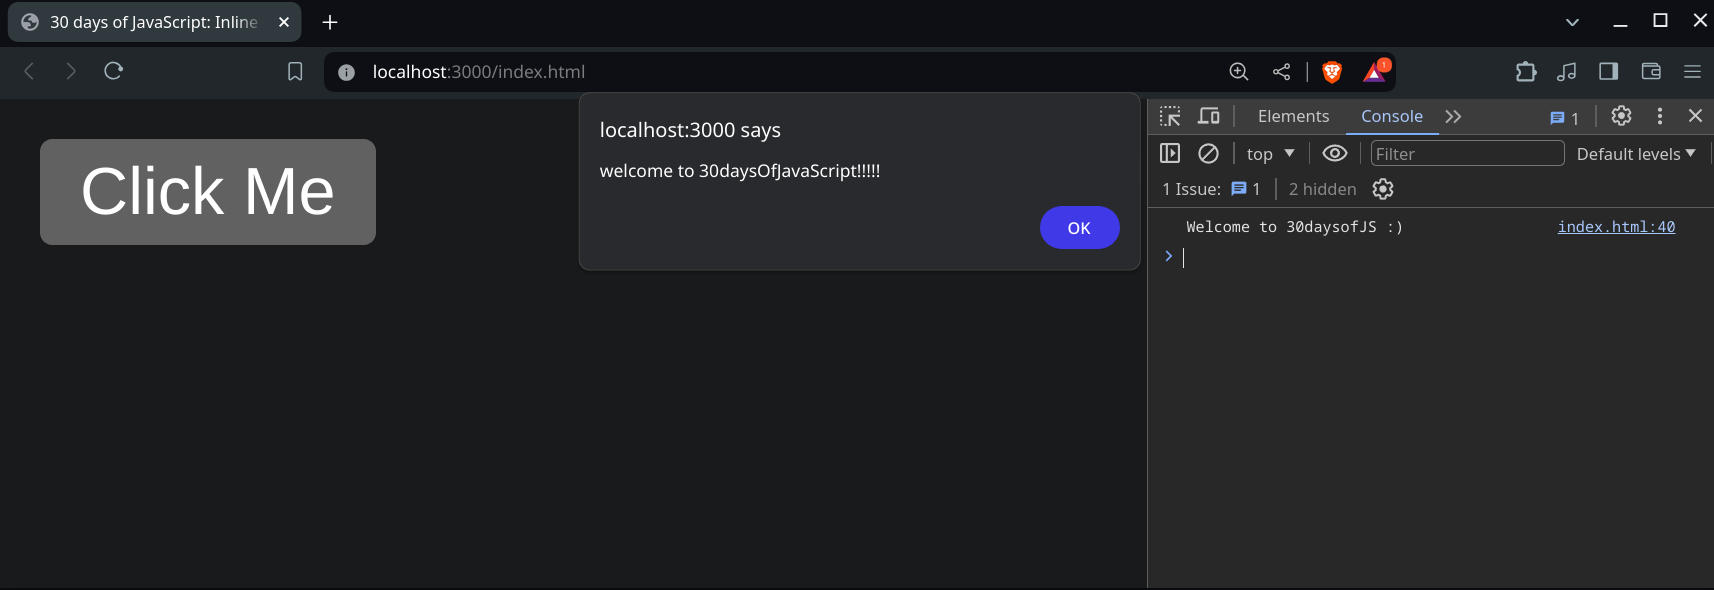 30 days of JavaScript: Inline
localhost:3000/index.html
1
Click Me
localhost:3000 says
welcome to 30daysOfJavaScript!!!!!
OK
Elements Console 1
top Filter Default levels
1 Issue: 1 2 hidden
Welcome to 30daysofJS :) index.html:40